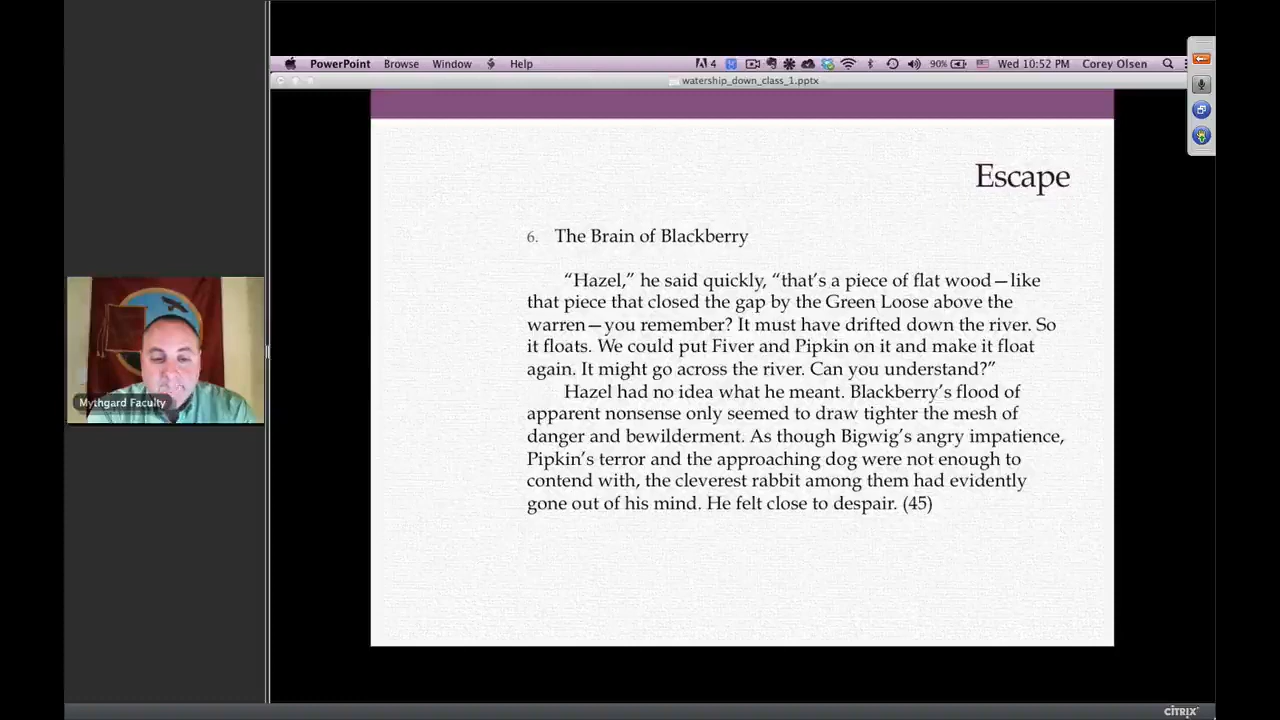 PowerPoint Browse Window Help 4 90% Wed 10:52 PM Corey Olsen
watership_down_class_1.pptx
Escape
6. The Brain of Blackberry
“Hazel,” he said quickly, “that’s a piece of flat wood—like
that piece that closed the gap by the Green Loose above the
warren—you remember? It must have drifted down the river. So
it floats. We could put Fiver and Pipkin on it and make it float
again. It might go across the river. Can you understand?”
Hazel had no idea what he meant. Blackberry’s flood of
apparent nonsense only seemed to draw tighter the mesh of
danger and bewilderment. As though Bigwig’s angry impatience,
Pipkin’s terror and the approaching dog were not enough to
contend with, the cleverest rabbit among them had evidently
gone out of his mind. He felt close to despair. (45)
Mythgard Faculty
CITRIX